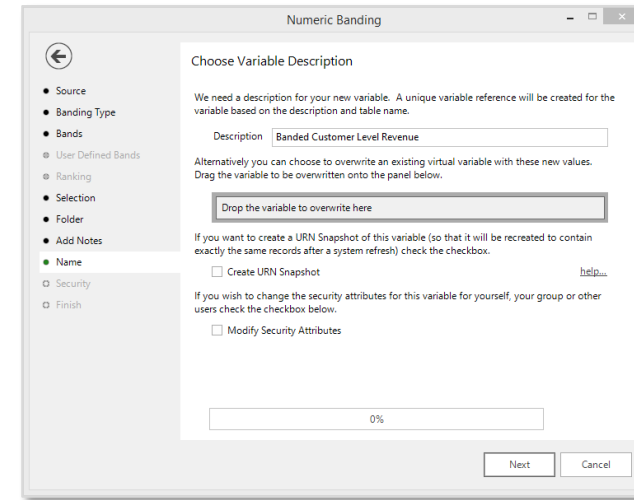 Numeric Banding
Choose Variable Description
Source
Banding Type
Bands
User Defined Bands
Ranking
Selection
Folder
Add Notes
Name
Security
Finish
We need a description for your new variable. A unique variable reference will be created for the
variable based on the description and table name.
Description Banded Customer Level Revenue
Alternatively you can choose to overwrite an existing virtual variable with these new values.
Drag the variable to be overwritten onto the panel below.
Drop the variable to overwrite here
If you want to create a URN Snapshot of this variable (so that it will be recreated to contain
exactly the same records after a system refresh) check the checkbox.
Create URN Snapshot help...
If you wish to change the security attributes for this variable for yourself, your group or other
users check the checkbox below.
Modify Security Attributes
0%
Next Cancel